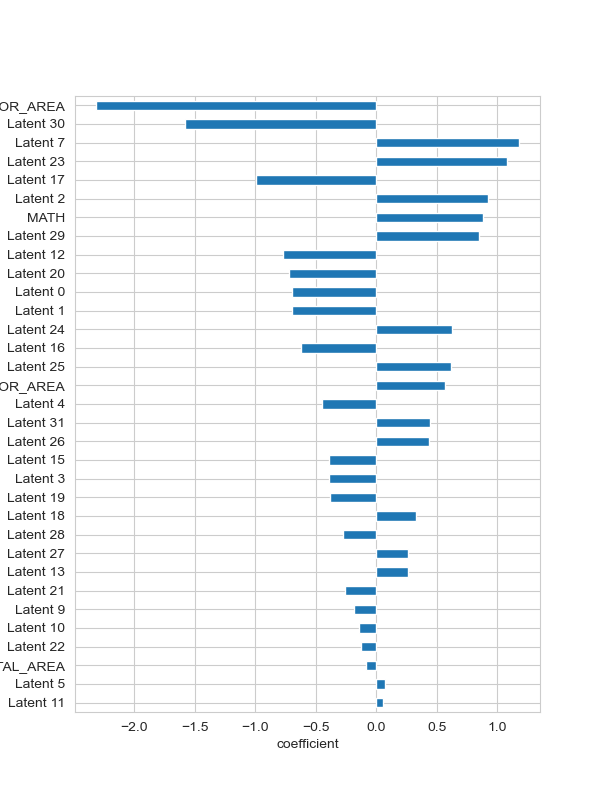 OR_AREA
Latent 30
Latent 7
Latent 23
Latent 17
Latent 2
MATH
Latent 29
Latent 12
Latent 20
Latent 0
Latent 1
Latent 24
Latent 16
Latent 25
OR_AREA
Latent 4
Latent 31
Latent 26
Latent 15
Latent 3
Latent 19
Latent 18
Latent 28
Latent 27
Latent 13
Latent 21
Latent 9
Latent 10
Latent 22
TAL_AREA
Latent 5
Latent 11
−2.0 −1.5 −1.0 −0.5 0.0 0.5 1.0
coefficient